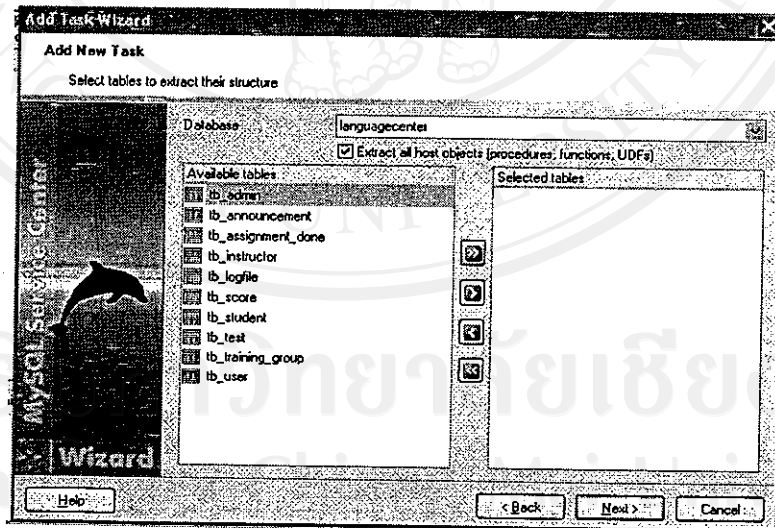 Add Task Wizard
Add New Task
Select tables to extract their structure
Database
languagecenter
Extract all host objects (procedures, functions, UDFs)
Available tables
Selected tables
tb_admin
tb_announcement
tb_assignment_done
tb_instructor
tb_logfile
tb_score
tb_student
tb_test
tb_training_group
tb_user
MySQL Service Center
Wizard
Help
< Back
Next >
Cancel